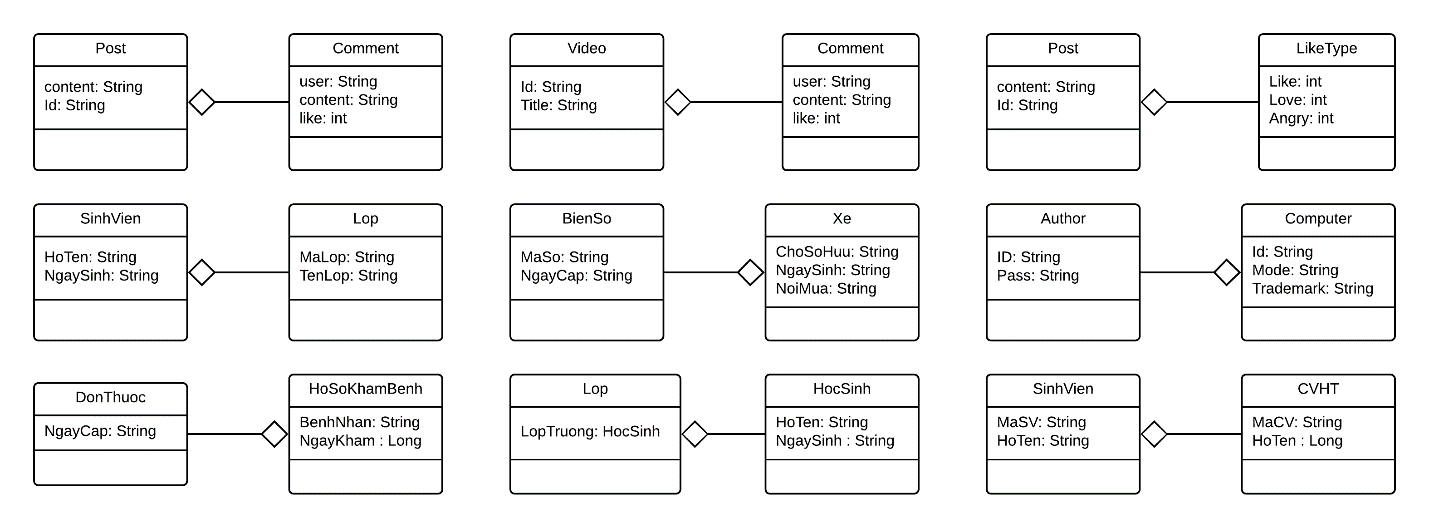 Post
content: String
Id: String
Comment
user: String
content: String
like: int
Video
Id: String
Title: String
Comment
user: String
content: String
like: int
Post
content: String
Id: String
LikeType
Like: int
Love: int
Angry: int
SinhVien
HoTen: String
NgaySinh: String
Lop
MaLop: String
TenLop: String
BienSo
MaSo: String
NgayCap: String
Xe
ChoSoHuu: String
NgaySinh: String
NoiMua: String
Author
ID: String
Pass: String
Computer
Id: String
Mode: String
Trademark: String
DonThuoc
NgayCap: String
HoSoKhamBenh
BenhNhan: String
NgayKham : Long
Lop
LopTruong: HocSinh
HocSinh
HoTen: String
NgaySinh : String
SinhVien
MaSV: String
HoTen: String
CVHT
MaCV: String
HoTen : Long